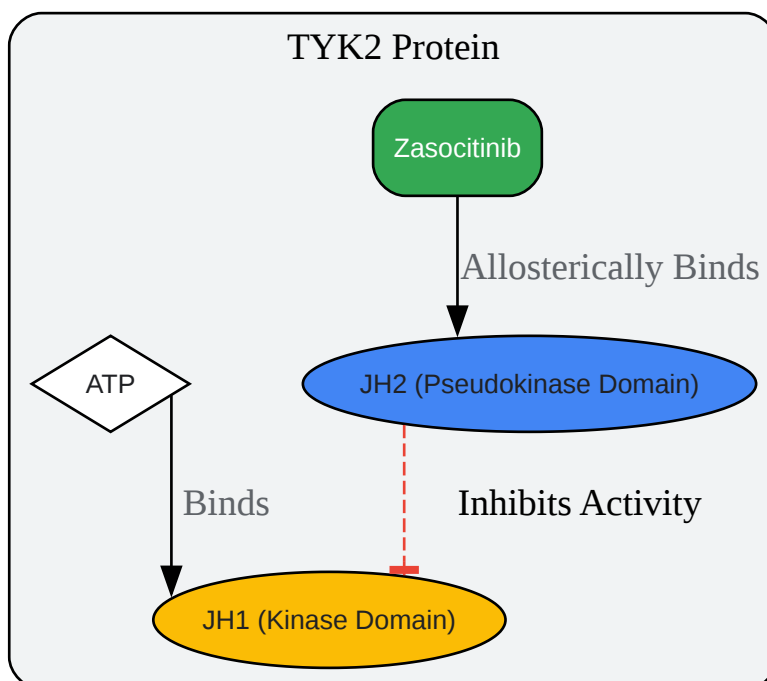 TYK2 Protein
Zasocitinib
Allosterically Binds
ATP
JH2 (Pseudokinase Domain)
Binds
Inhibits Activity
JH1 (Kinase Domain)